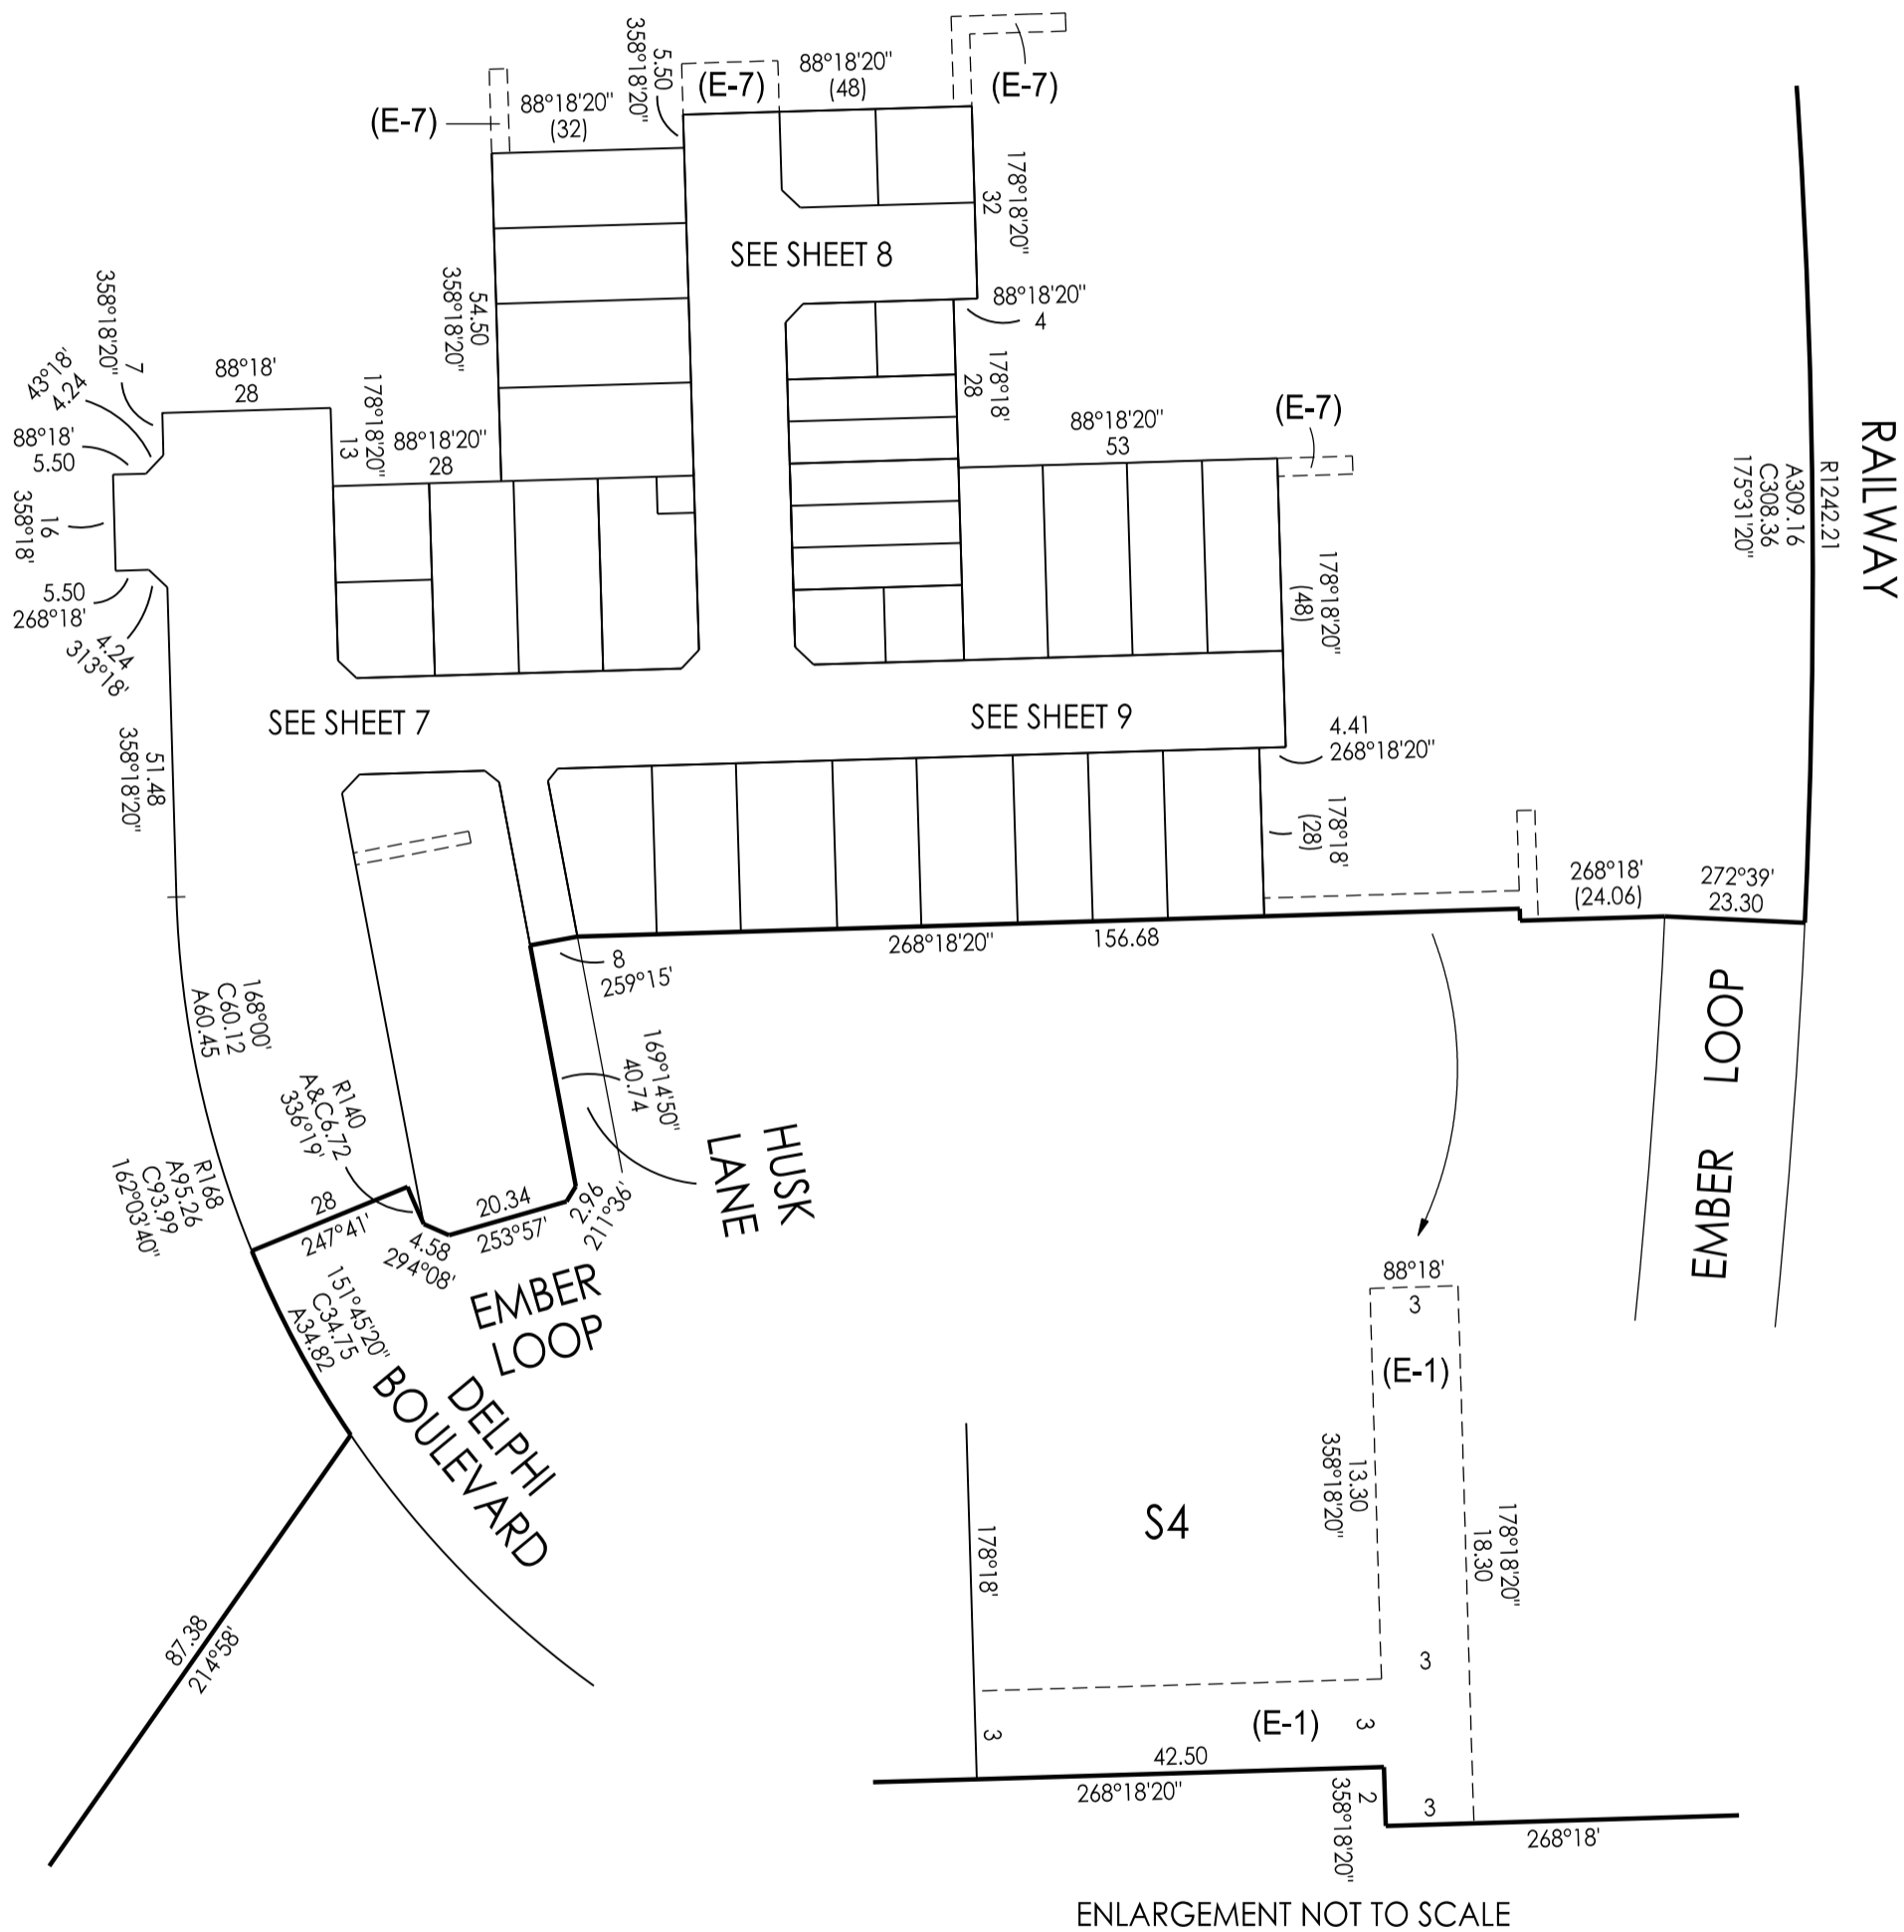 (E-7)
88°18'20"
(32)
5.50
358°18'20"
(E-7)
88°18'20"
(48)
(E-7)
178°18'20"
32
SEE SHEET 8
88°18'20"
4
54.50
358°18'20"
178°18'
28
88°18'20"
53
(E-7)
RAILWAY
R1242.21
A309.16
C308.36
175°31'20"
7
358°18'20"
43°18'
4.24
88°18'
5.50
16
358°18'
5.50
268°18'
4.24
313°18'
88°18'
28
178°18'20"
13
88°18'20"
28
178°18'20"
(48)
SEE SHEET 7
SEE SHEET 9
4.41
268°18'20"
51.48
358°18'20"
178°18'
(28)
268°18'
(24.06)
272°39'
23.30
268°18'20"
156.68
8
259°15'
168°00'
C60.12
A60.45
169°14'50"
40.74
R140
A&C6.72
336°19'
HUSK
LANE
EMBER LOOP
R168
A95.26
C93.99
162°03'40"
28
247°41'
4.58
294°08'
20.34
253°57'
2.96
211°36'
EMBER
LOOP
151°45'20"
C34.75
A34.82
DELPHI
BOULEVARD
87.38
214°58'
88°18'
3
(E-1)
13.30
358°18'20"
178°18'20"
18.30
S4
178°18'
3
3
(E-1)
3
42.50
268°18'20"
2
358°18'20"
3
268°18'
ENLARGEMENT NOT TO SCALE